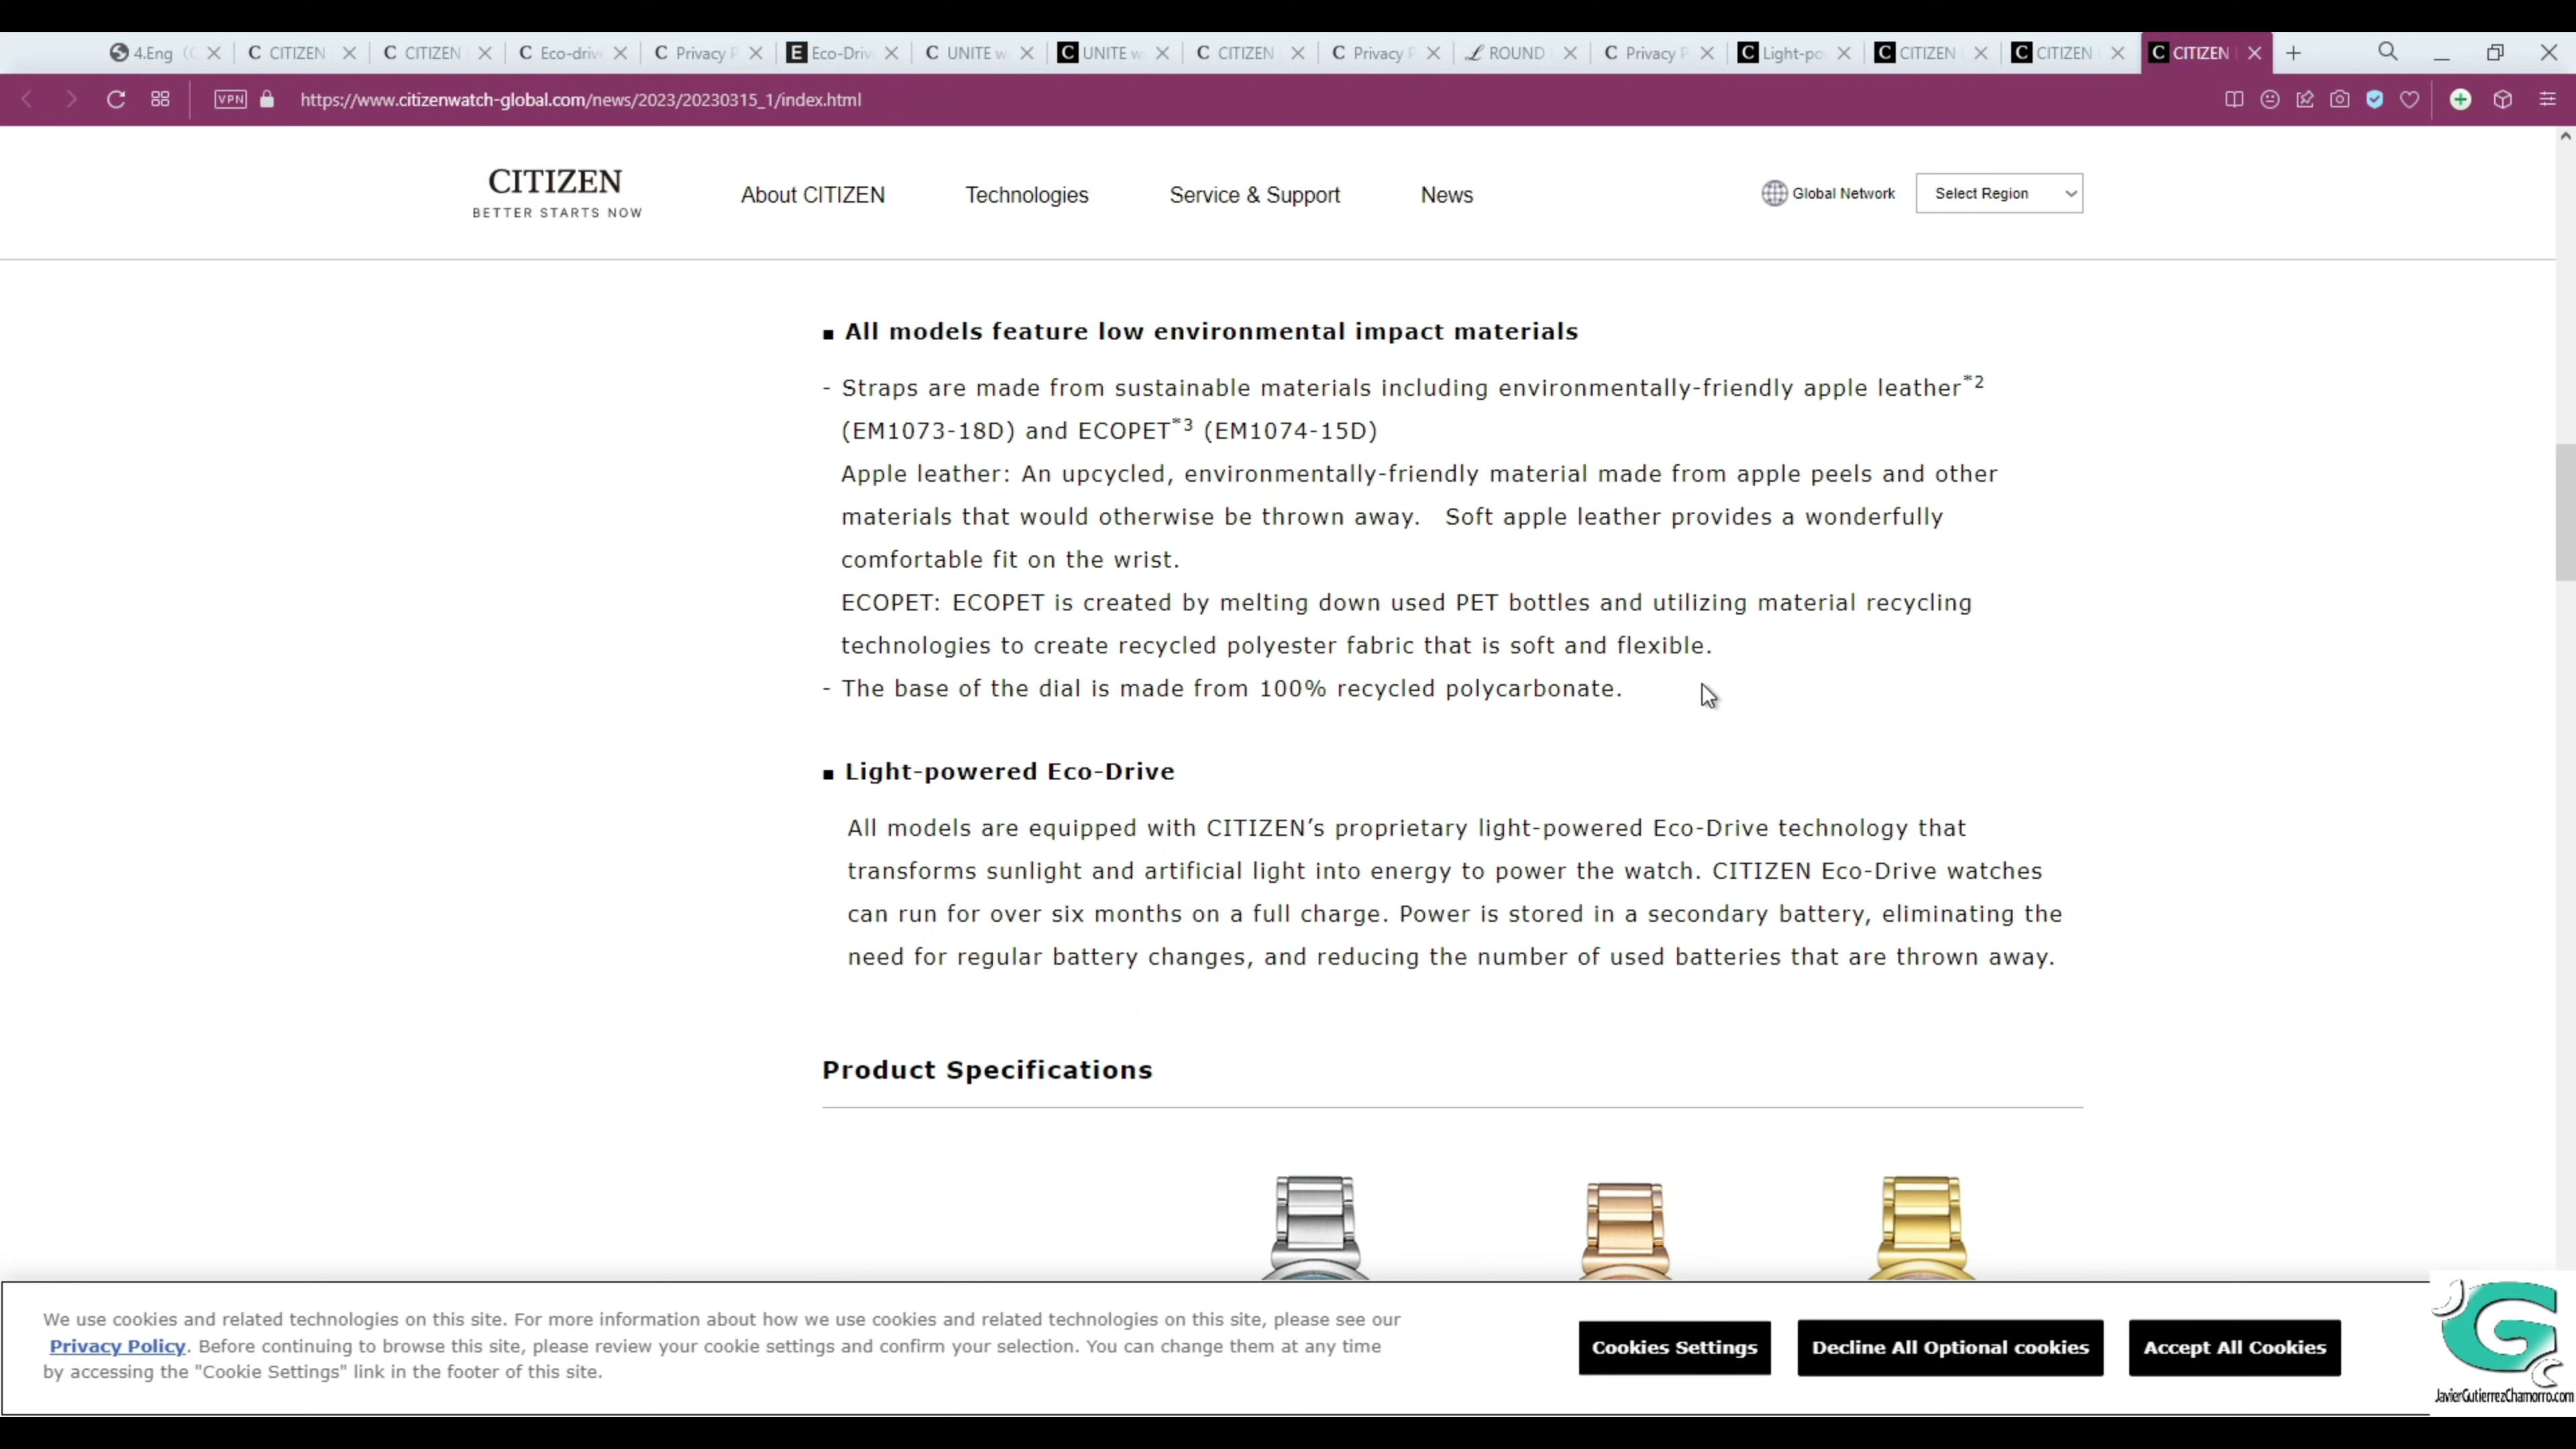 4.Eng
CITIZEN
CITIZEN
Eco-driv
Privacy P
Eco-Driv
UNITE w
UNITE w
CITIZEN
Privacy P
ROUND
Privacy P
Light-po
CITIZEN
CITIZEN
CITIZEN
VPN
https://www.citizenwatch-global.com/news/2023/20230315_1/index.html
CITIZEN
BETTER STARTS NOW
About CITIZEN
Technologies
Service & Support
News
Global Network
Select Region
■ All models feature low environmental impact materials
- Straps are made from sustainable materials including environmentally-friendly apple leather*2
(EM1073-18D) and ECOPET*3 (EM1074-15D)
Apple leather: An upcycled, environmentally-friendly material made from apple peels and other
materials that would otherwise be thrown away. Soft apple leather provides a wonderfully
comfortable fit on the wrist.
ECOPET: ECOPET is created by melting down used PET bottles and utilizing material recycling
technologies to create recycled polyester fabric that is soft and flexible.
- The base of the dial is made from 100% recycled polycarbonate.
■ Light-powered Eco-Drive
All models are equipped with CITIZEN’s proprietary light-powered Eco-Drive technology that
transforms sunlight and artificial light into energy to power the watch. CITIZEN Eco-Drive watches
can run for over six months on a full charge. Power is stored in a secondary battery, eliminating the
need for regular battery changes, and reducing the number of used batteries that are thrown away.
Product Specifications
We use cookies and related technologies on this site. For more information about how we use cookies and related technologies on this site, please see our
Privacy Policy. Before continuing to browse this site, please review your cookie settings and confirm your selection. You can change them at any time
by accessing the "Cookie Settings" link in the footer of this site.
Cookies Settings
Decline All Optional cookies
Accept All Cookies
G
JavierGutierrezChamorro.com